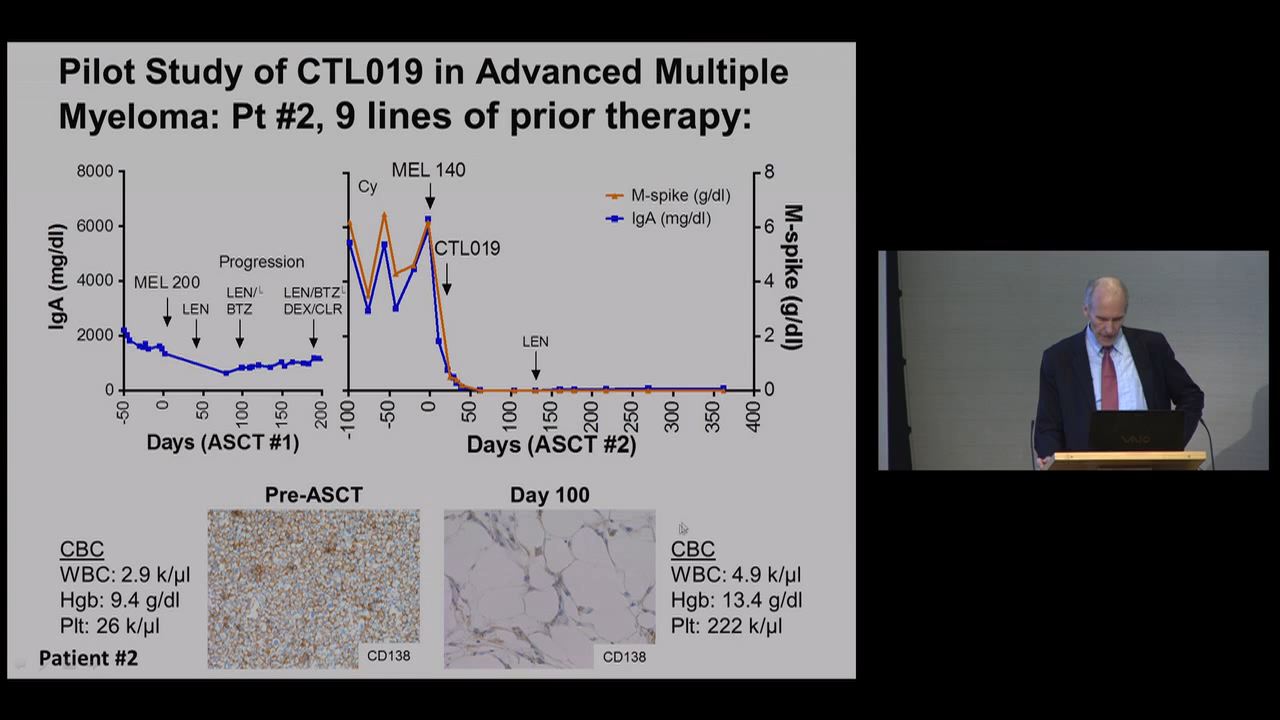 Pilot Study of CTL019 in Advanced Multiple
Myeloma: Pt #2, 9 lines of prior therapy:
IgA (mg/dl)
8000
6000
4000
2000
0
MEL 200
Progression
LEN
LEN/
BTZ
LEN/BTZ
DEX/CLR
-50
0
50
100
150
200
Days (ASCT #1)
Cy
MEL 140
CTL019
LEN
M-spike (g/dl)
IgA (mg/dl)
8
6
4
2
0
M-spike (g/dl)
-100
-50
0
50
100
150
200
250
300
350
400
Days (ASCT #2)
Pre-ASCT
Day 100
CBC
WBC: 2.9 k/µl
Hgb: 9.4 g/dl
Plt: 26 k/µl
CD138
CD138
CBC
WBC: 4.9 k/µl
Hgb: 13.4 g/dl
Plt: 222 k/µl
Patient #2
VAIO